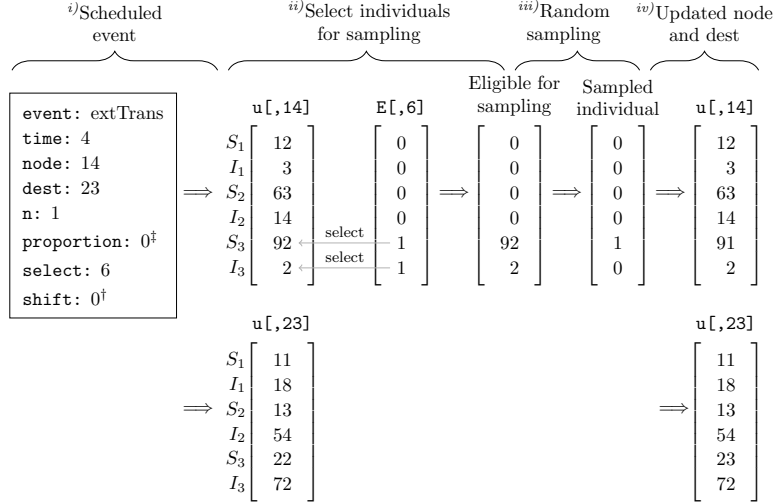 i) Scheduled event
ii) Select individuals for sampling
iii) Random sampling
iv) Updated node and dest
event: extTrans
time: 4
node: 14
dest: 23
n: 1
proportion: 0‡
select: 6
shift: 0†
u[,14] E[,6] Eligible for sampling Sampled individual u[,14]
S₁ 12 0 0 0 12
I₁ 3 0 0 0 3
S₂ 63 0 0 0 63
⟹ ⟹ ⟹ ⟹
I₂ 14 0 0 0 14
S₃ 92 select 1 92 1 91
I₃ 2 select 1 2 0 2
u[,23] u[,23]
S₁ 11 11
I₁ 18 18
⟹ S₂ 13 ⟹ 13
I₂ 54 54
S₃ 22 23
I₃ 72 72